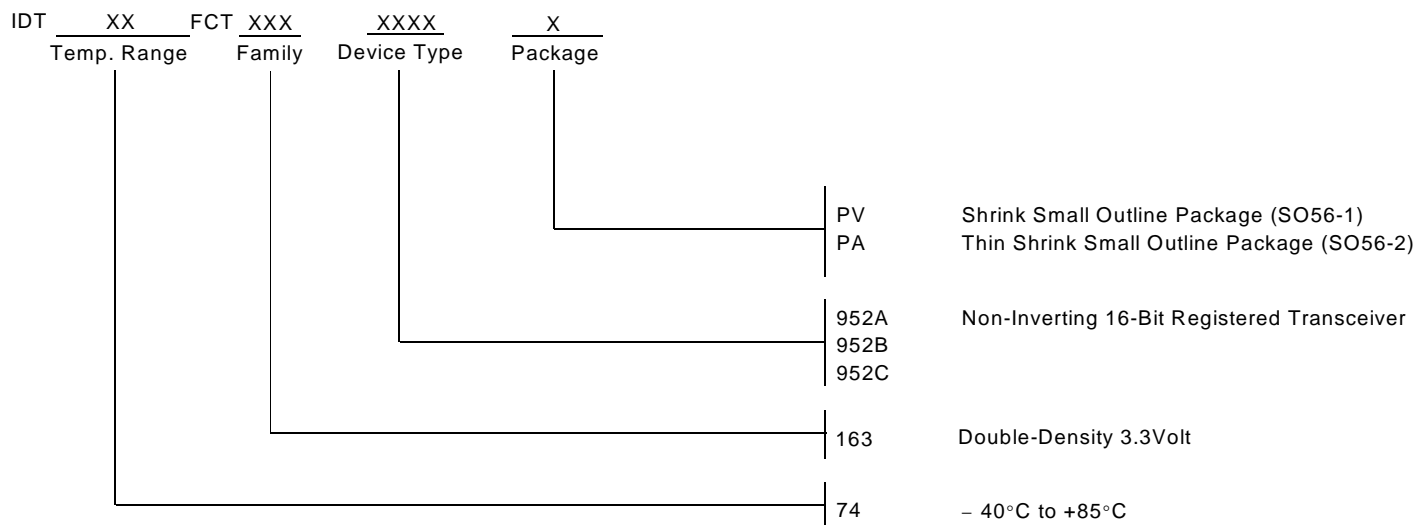 IDT XX FCT XXX XXXX X
Temp. Range Family Device Type Package
PV Shrink Small Outline Package (SO56-1)
PA Thin Shrink Small Outline Package (SO56-2)
952A Non-Inverting 16-Bit Registered Transceiver
952B
952C
163 Double-Density 3.3Volt
74 – 40°C to +85°C